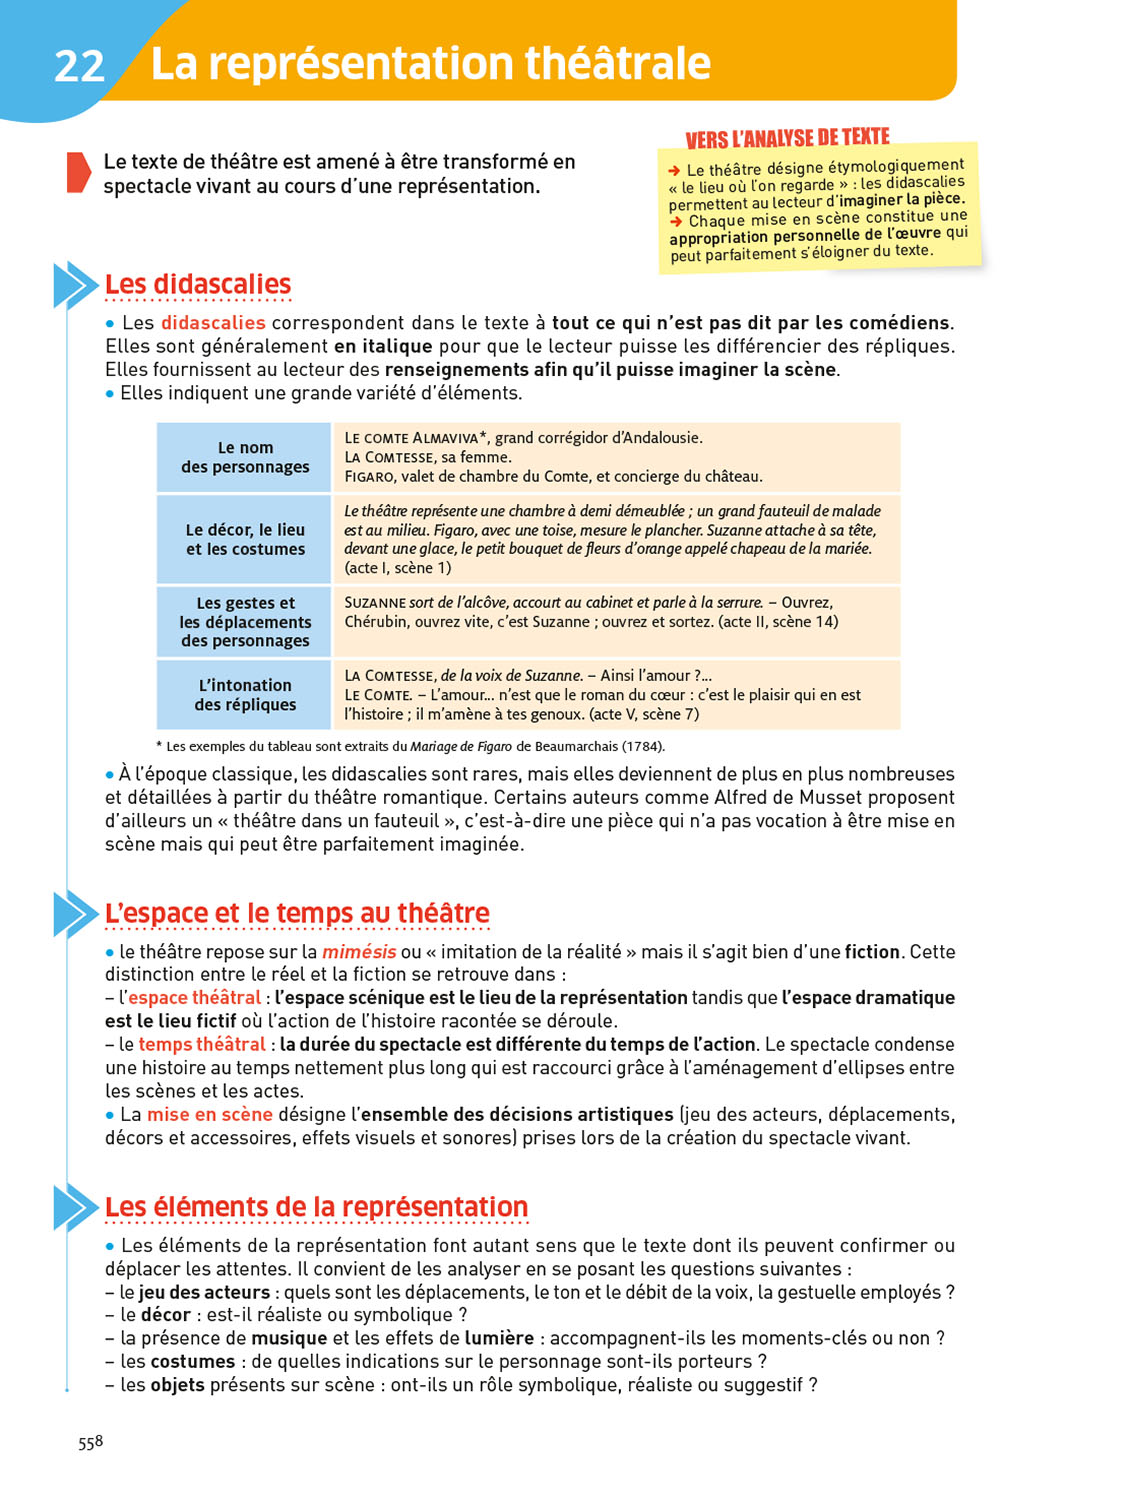 22
La représentation théâtrale
Le texte de théâtre est amené à être transformé en
spectacle vivant au cours d'une représentation.
VERS L'ANALYSE DE TEXTE
➔ Le théâtre désigne étymologiquement
« le lieu où l'on regarde » : les didascalies
permettent au lecteur d'imaginer la pièce.
➔ Chaque mise en scène constitue une
appropriation personnelle de l'œuvre qui
peut parfaitement s'éloigner du texte.
Les didascalies
• Les didascalies correspondent dans le texte à tout ce qui n'est pas dit par les comédiens.
Elles sont généralement en italique pour que le lecteur puisse les différencier des répliques.
Elles fournissent au lecteur des renseignements afin qu'il puisse imaginer la scène.
• Elles indiquent une grande variété d'éléments.
Le nom
des personnages
LE COMTE ALMAVIVA*, grand corrégidor d'Andalousie.
LA COMTESSE, sa femme.
FIGARO, valet de chambre du Comte, et concierge du château.
Le décor, le lieu
et les costumes
Le théâtre représente une chambre à demi démeublée ; un grand fauteuil de malade
est au milieu. Figaro, avec une toise, mesure le plancher. Suzanne attache à sa tête,
devant une glace, le petit bouquet de fleurs d'orange appelé chapeau de la mariée.
(acte I, scène 1)
Les gestes et
les déplacements
des personnages
SUZANNE sort de l'alcôve, accourt au cabinet et parle à la serrure. – Ouvrez,
Chérubin, ouvrez vite, c'est Suzanne ; ouvrez et sortez. (acte II, scène 14)
L'intonation
des répliques
LA COMTESSE, de la voix de Suzanne. – Ainsi l'amour ?...
LE COMTE. – L'amour... n'est que le roman du cœur : c'est le plaisir qui en est
l'histoire ; il m'amène à tes genoux. (acte V, scène 7)
* Les exemples du tableau sont extraits du Mariage de Figaro de Beaumarchais (1784).
• À l'époque classique, les didascalies sont rares, mais elles deviennent de plus en plus nombreuses
et détaillées à partir du théâtre romantique. Certains auteurs comme Alfred de Musset proposent
d'ailleurs un « théâtre dans un fauteuil », c'est-à-dire une pièce qui n'a pas vocation à être mise en
scène mais qui peut être parfaitement imaginée.
L'espace et le temps au théâtre
• le théâtre repose sur la mimésis ou « imitation de la réalité » mais il s'agit bien d'une fiction. Cette
distinction entre le réel et la fiction se retrouve dans :
– l'espace théâtral : l'espace scénique est le lieu de la représentation tandis que l'espace dramatique
est le lieu fictif où l'action de l'histoire racontée se déroule.
– le temps théâtral : la durée du spectacle est différente du temps de l'action. Le spectacle condense
une histoire au temps nettement plus long qui est raccourci grâce à l'aménagement d'ellipses entre
les scènes et les actes.
• La mise en scène désigne l'ensemble des décisions artistiques (jeu des acteurs, déplacements,
décors et accessoires, effets visuels et sonores) prises lors de la création du spectacle vivant.
Les éléments de la représentation
• Les éléments de la représentation font autant sens que le texte dont ils peuvent confirmer ou
déplacer les attentes. Il convient de les analyser en se posant les questions suivantes :
– le jeu des acteurs : quels sont les déplacements, le ton et le débit de la voix, la gestuelle employés ?
– le décor : est-il réaliste ou symbolique ?
– la présence de musique et les effets de lumière : accompagnent-ils les moments-clés ou non ?
– les costumes : de quelles indications sur le personnage sont-ils porteurs ?
– les objets présents sur scène : ont-ils un rôle symbolique, réaliste ou suggestif ?
558